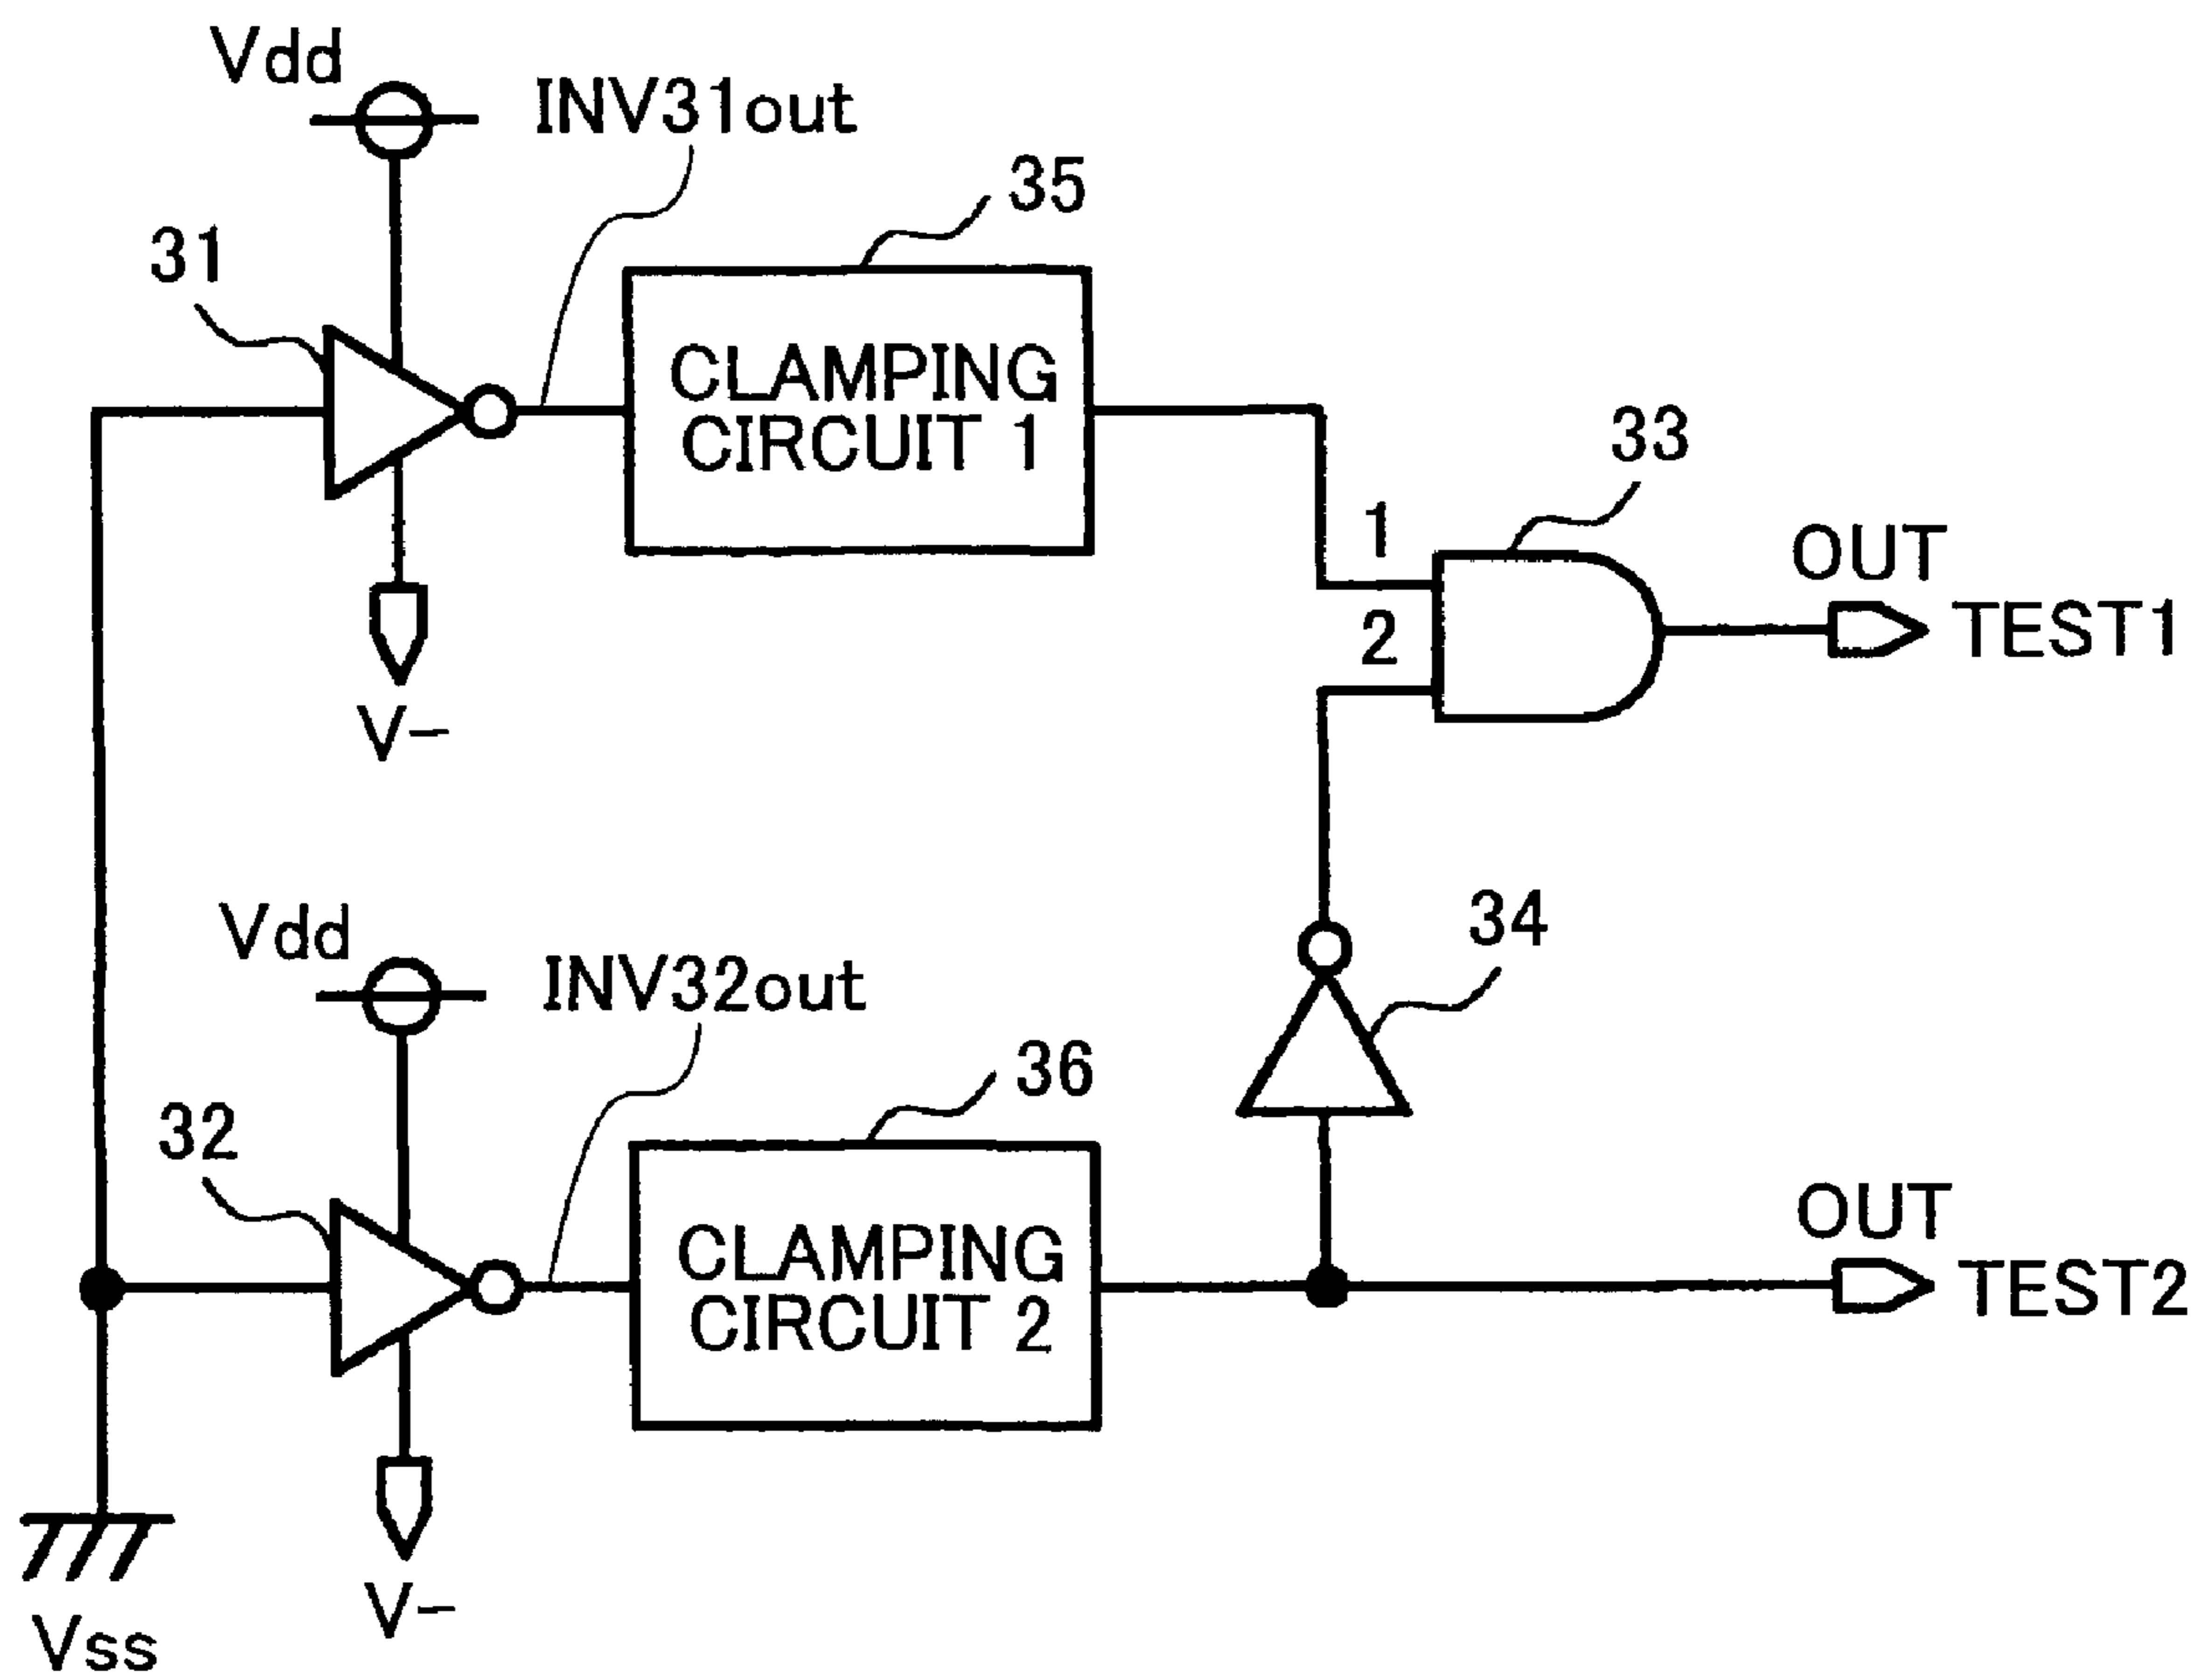 Vdd
INV31out
35
31
CLAMPING
CIRCUIT 1
33
1
OUT
2
TEST1
V-
Vdd
34
INV32out
36
32
OUT
CLAMPING
CIRCUIT 2
TEST2
V-
Vss